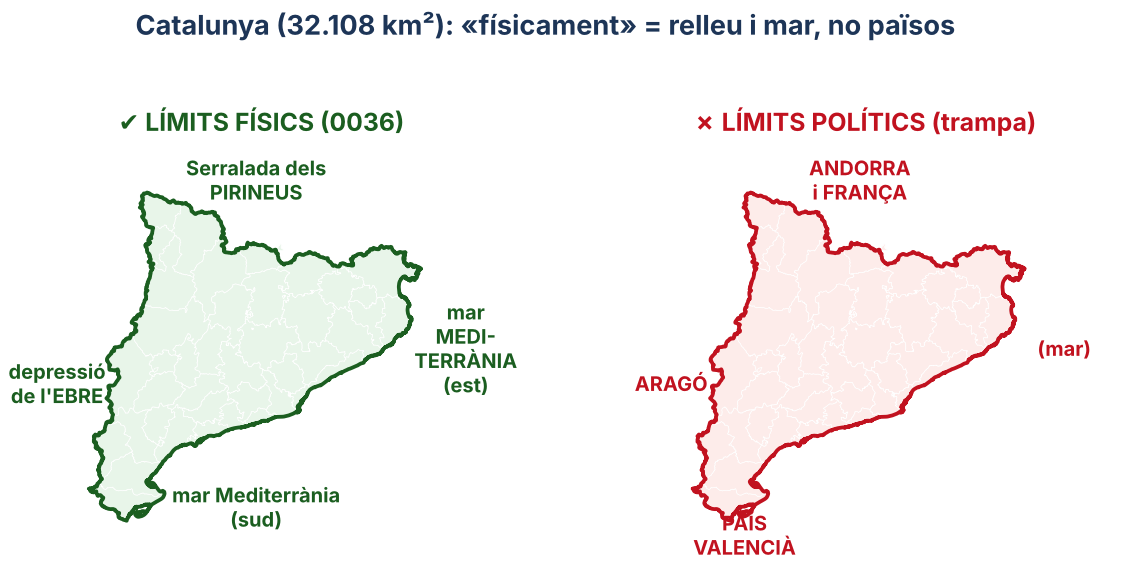 Catalunya (32.108 km²): «físicament» = relleu i mar, no països
✔ LÍMITS FÍSICS (0036)
Serralada dels
PIRINEUS
mar
MEDI-
TERRÀNIA
(est)
depressió
de l'EBRE
mar Mediterrània
(sud)
× LÍMITS POLÍTICS (trampa)
ANDORRA
i FRANÇA
(mar)
ARAGÓ
PAÍS
VALENCIÀ